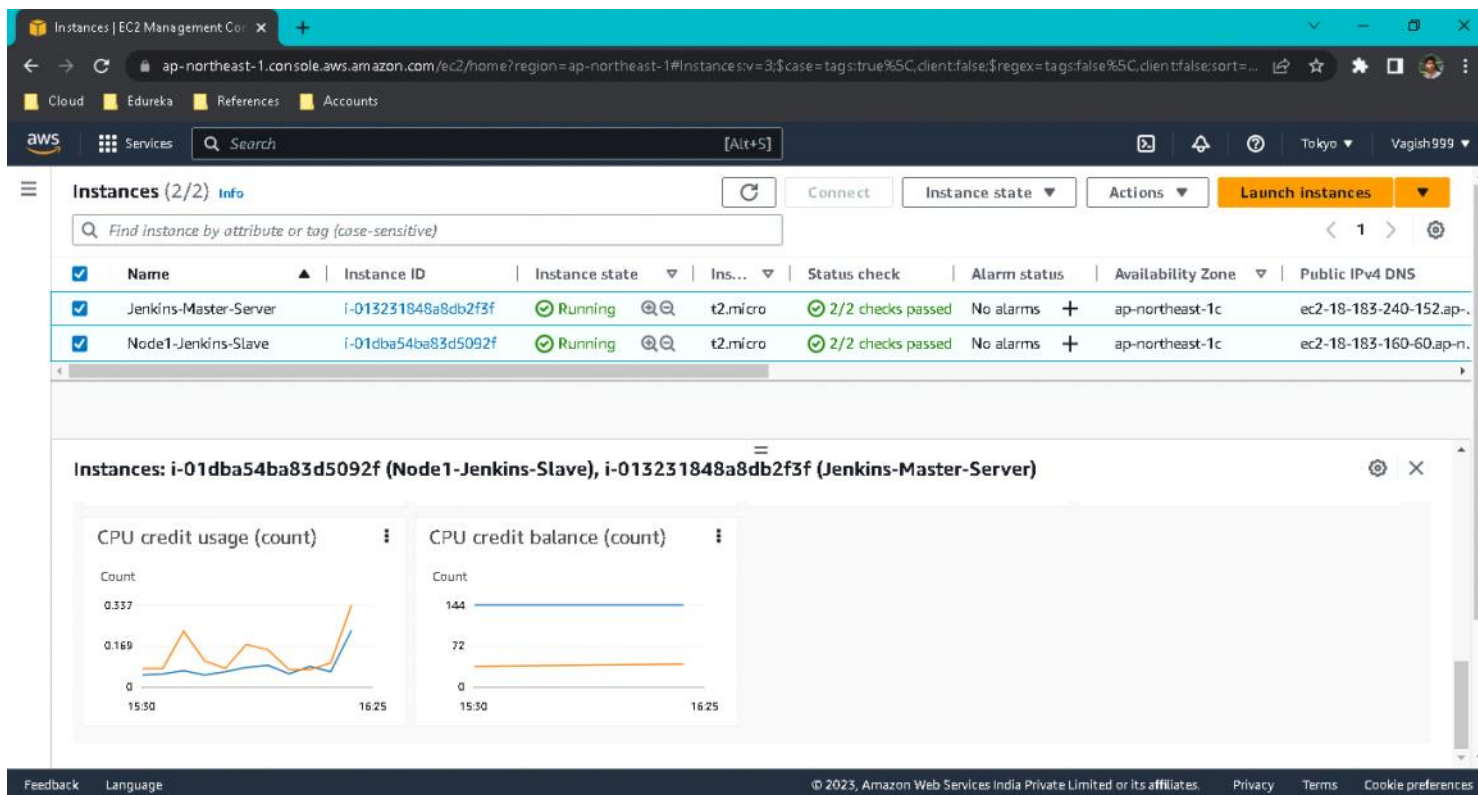 Instances | EC2 Management Cor
ap-northeast-1.console.aws.amazon.com/ec2/home?region=ap-northeast-1#Instances:v=3;$case=tags:true%5C,client:false;$regex=tags:false%5C,client:false;sort=...
Cloud Edureka References Accounts
aws Services Search [Alt+S] Tokyo Vagish999
Instances (2/2) Info Connect Instance state Actions Launch instances
Find instance by attribute or tag (case-sensitive) 1
Name Instance ID Instance state Ins... Status check Alarm status Availability Zone Public IPv4 DNS
Jenkins-Master-Server i-013231848a8db2f3f Running t2.micro 2/2 checks passed No alarms ap-northeast-1c ec2-18-183-240-152.ap-...
Node1-Jenkins-Slave i-01dba54ba83d5092f Running t2.micro 2/2 checks passed No alarms ap-northeast-1c ec2-18-183-160-60.ap-n...
Instances: i-01dba54ba83d5092f (Node1-Jenkins-Slave), i-013231848a8db2f3f (Jenkins-Master-Server)
CPU credit usage (count) CPU credit balance (count)
Count Count
0.337 144
0.169 72
0 0
15:30 16:25 15:30 16:25
Feedback Language © 2023, Amazon Web Services India Private Limited or its affiliates. Privacy Terms Cookie preferences